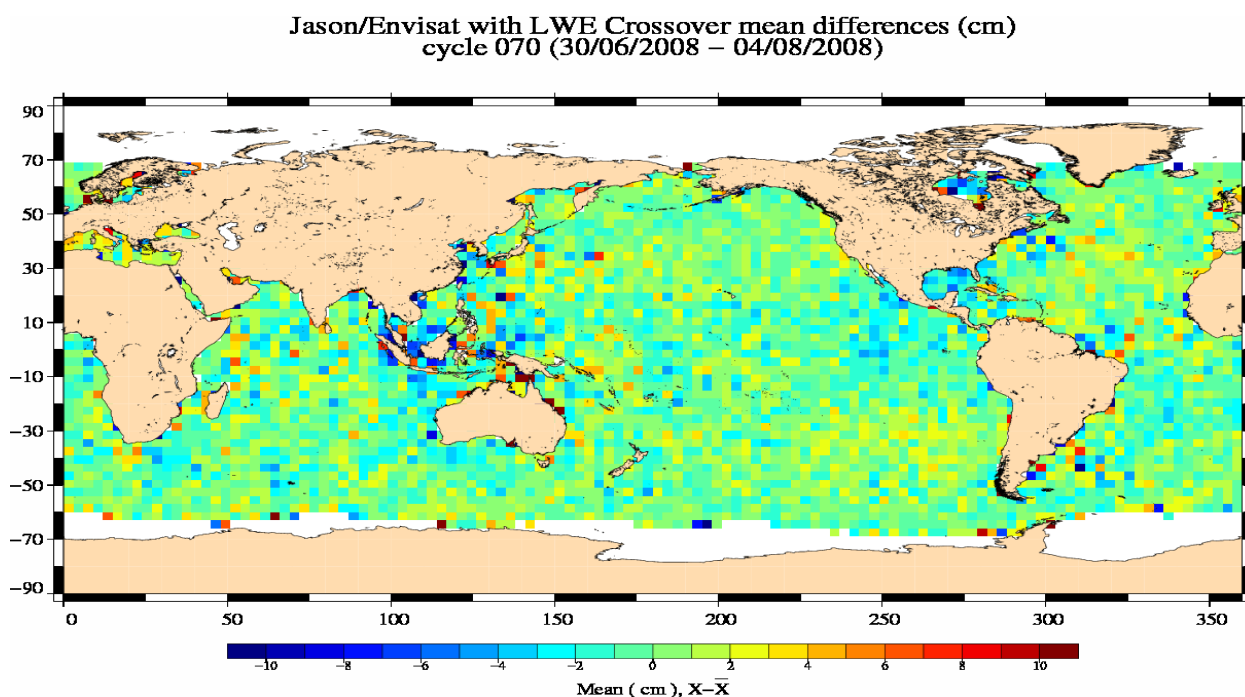 Jason/Envisat with LWE Crossover mean differences (cm)
cycle 070 (30/06/2008 − 04/08/2008)
90
70
50
30
10
−10
−30
−50
−70
−90
0 50 100 150 200 250 300 350
−10 −8 −6 −4 −2 0 2 4 6 8 10
Mean ( cm ), X−X̅